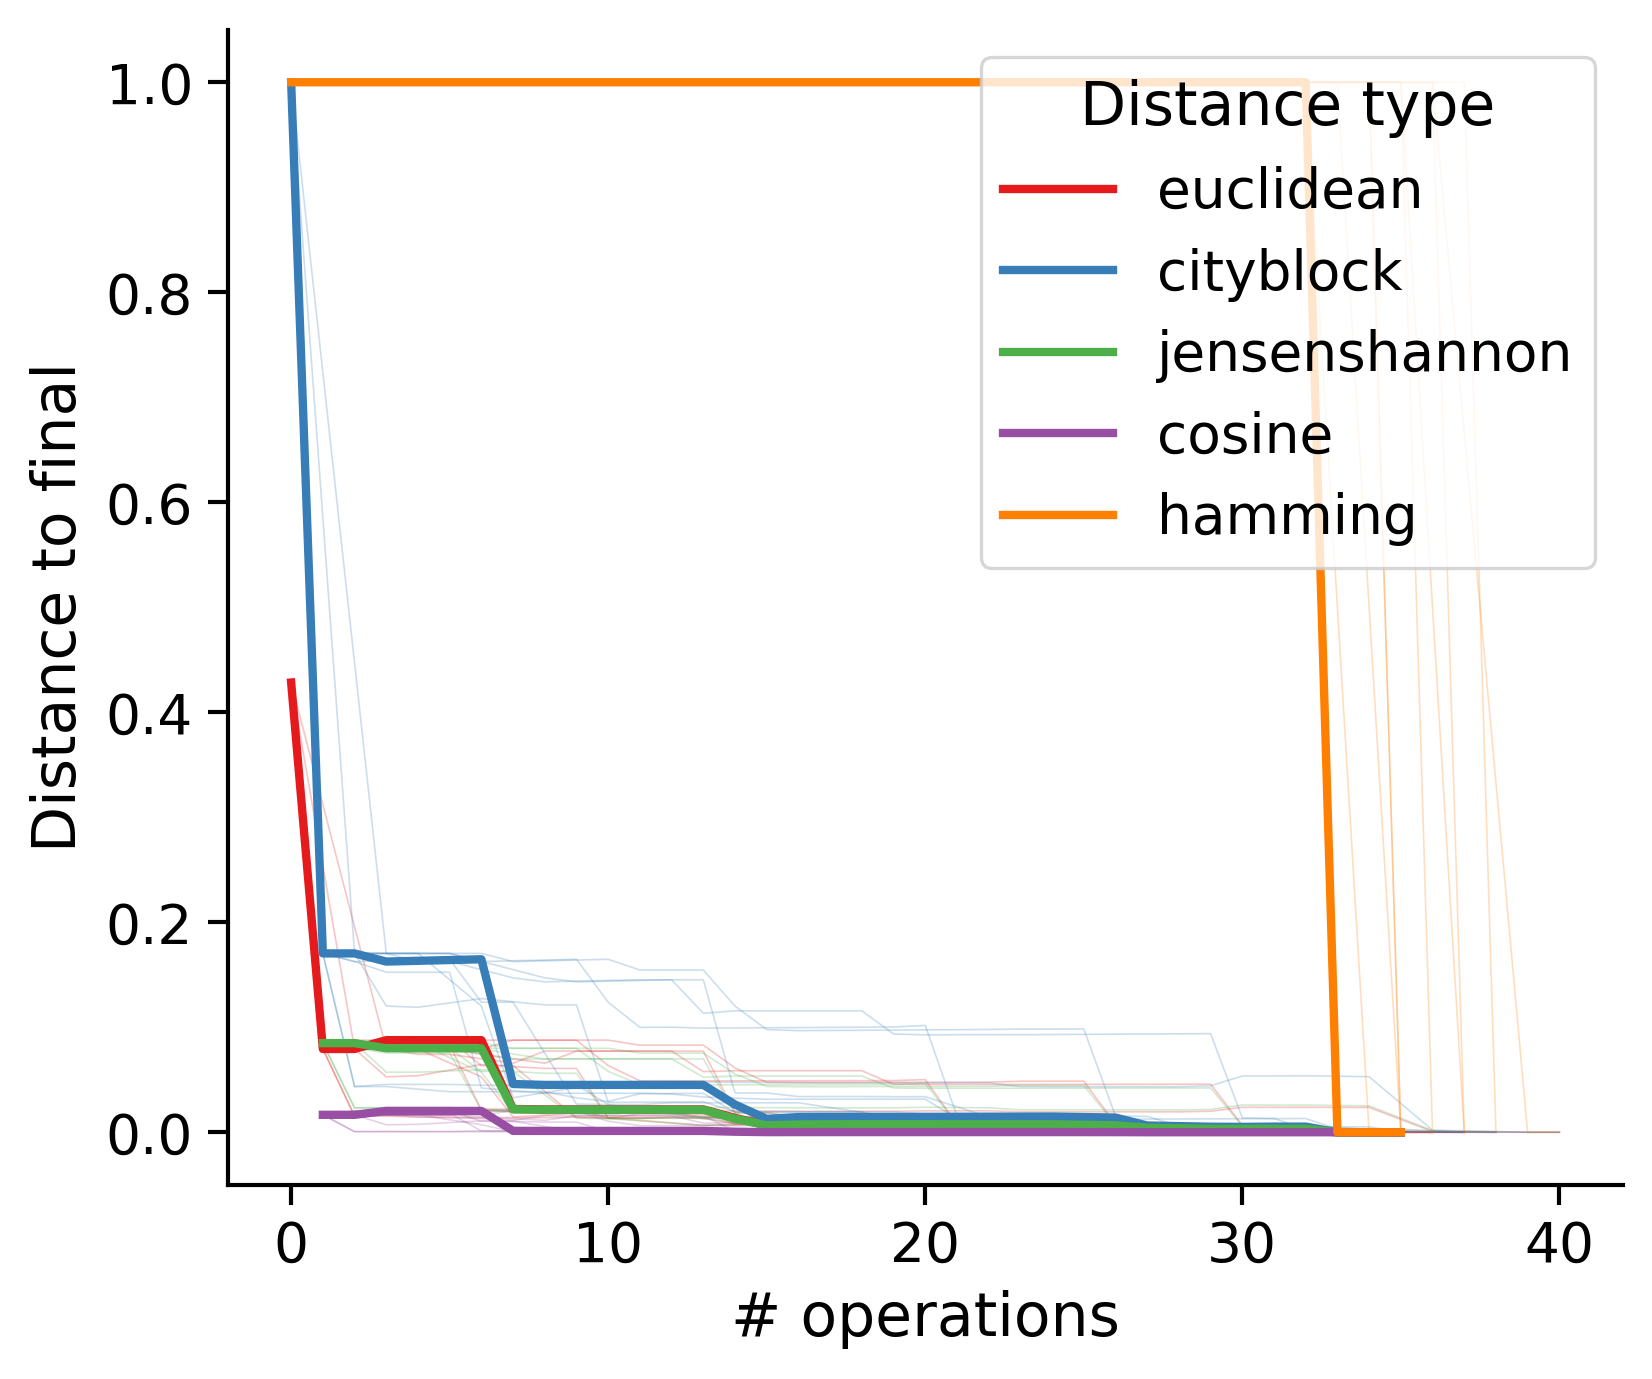 1.0
0.8
0.6
0.4
0.2
0.0
Distance to final
Distance type
euclidean
cityblock
jensenshannon
cosine
hamming
0 10 20 30 40
# operations